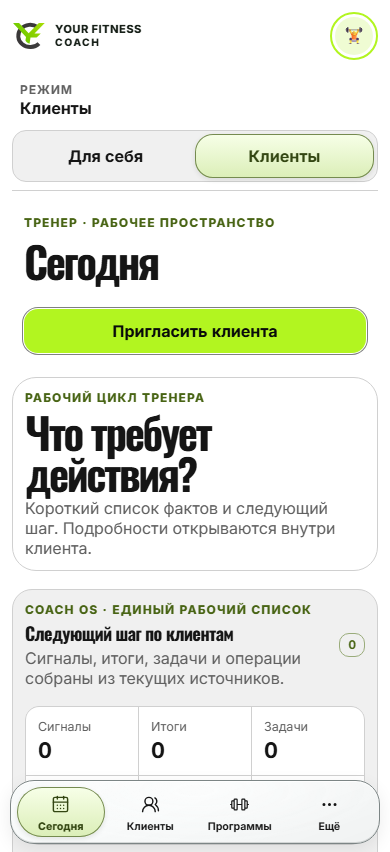 YOUR FITNESS
COACH
РЕЖИМ
Клиенты
Для себя
Клиенты
ТРЕНЕР · РАБОЧЕЕ ПРОСТРАНСТВО
Сегодня
Пригласить клиента
РАБОЧИЙ ЦИКЛ ТРЕНЕРА
Что требует
действия?
Короткий список фактов и следующий
шаг. Подробности открываются внутри
клиента.
COACH OS · ЕДИНЫЙ РАБОЧИЙ СПИСОК
Следующий шаг по клиентам
0
Сигналы, итоги, задачи и операции
собраны из текущих источников.
Сигналы
Итоги
Задачи
0
0
0
Сегодня
Клиенты
Программы
Ещё